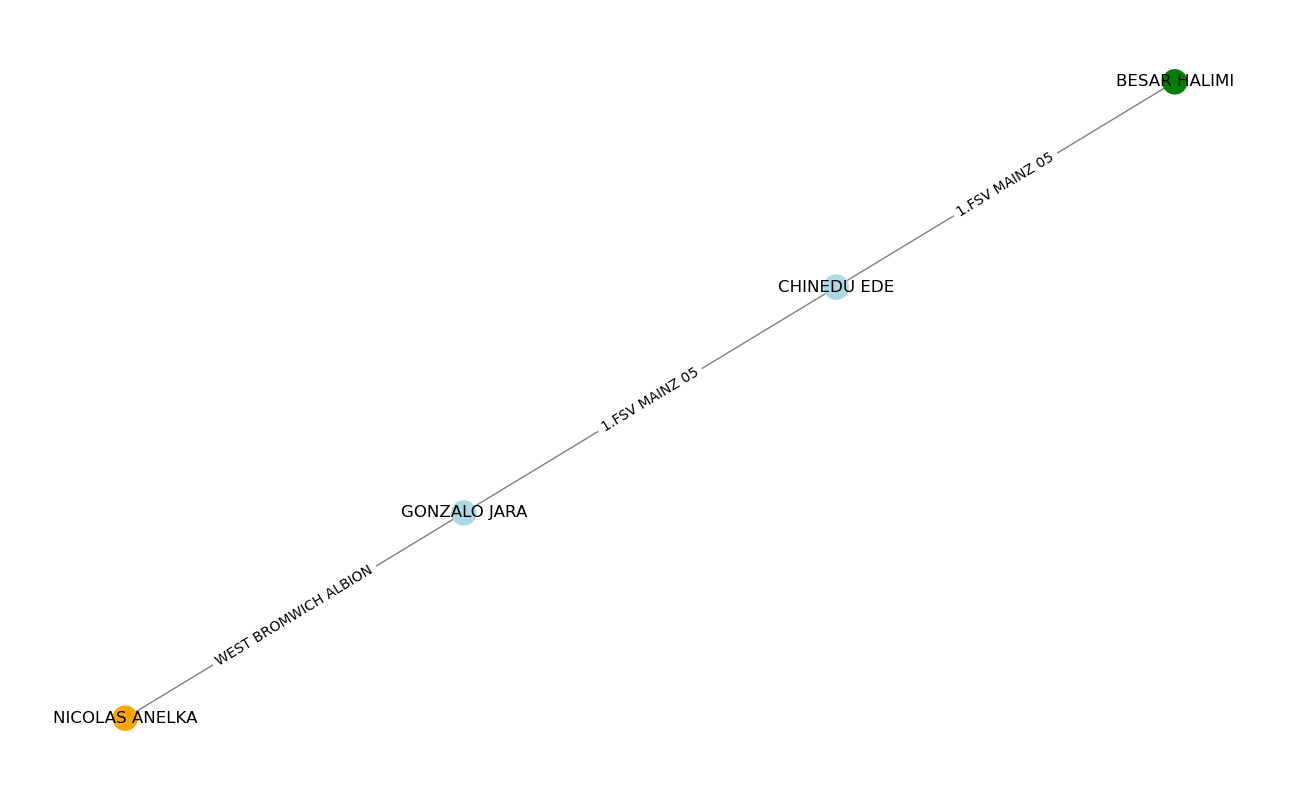 BESAR HALIMI
1.FSV MAINZ 05
CHINEDU EDE
1.FSV MAINZ 05
GONZALO JARA
WEST BROMWICH ALBION
NICOLAS ANELKA